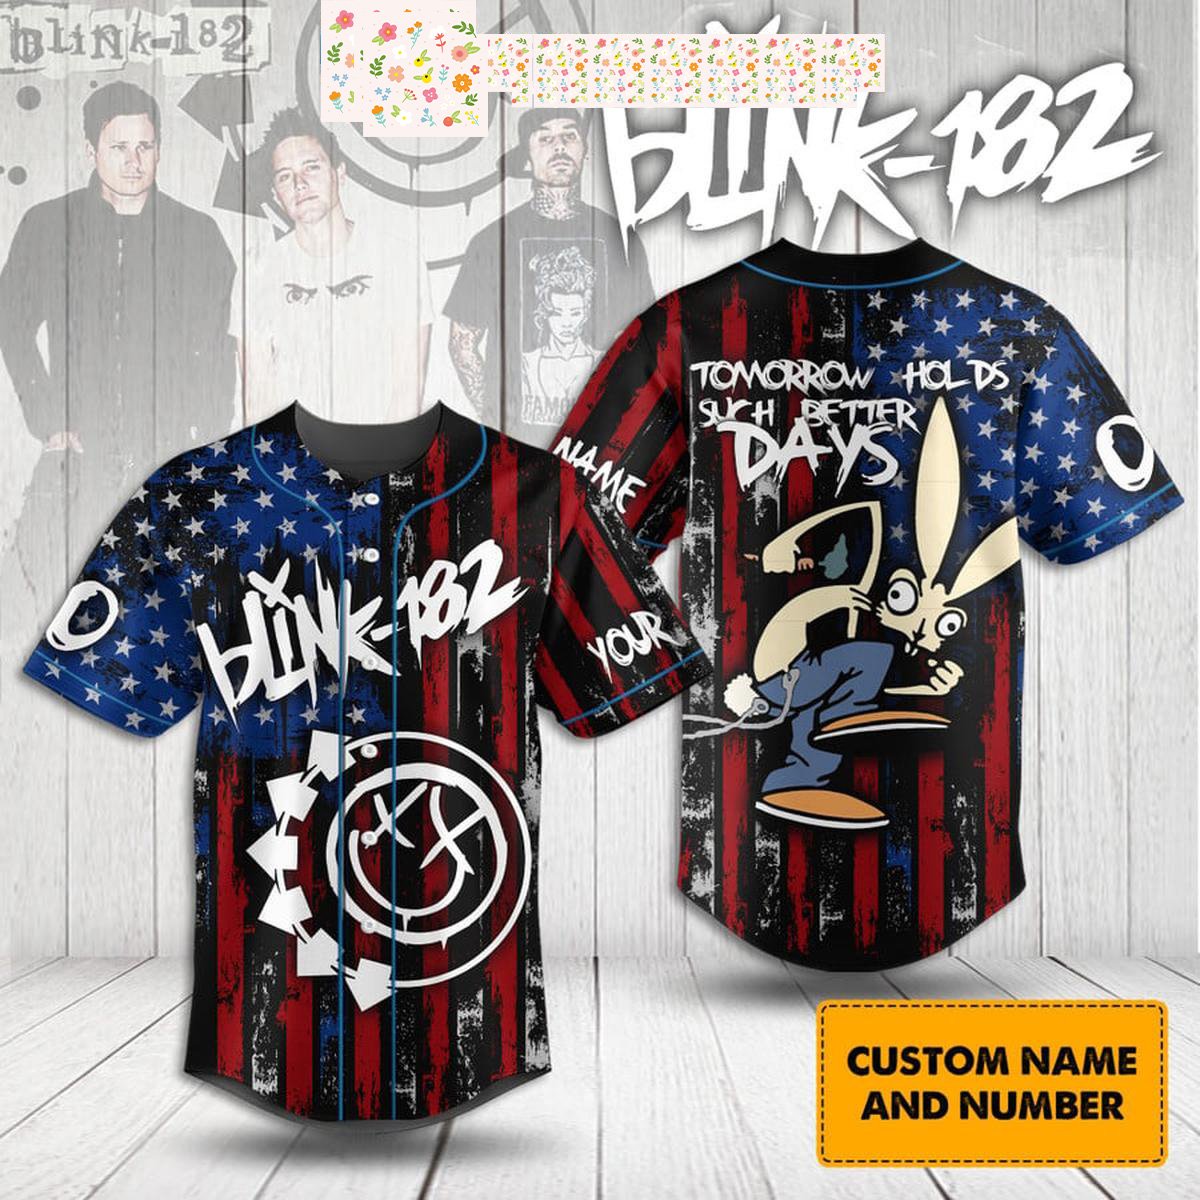 blink-182
blink-182
FAMO
TOMORROW HOLDS
SUCH BETTER
DAYS
NAME
0
blink-182
0
YOUR
CUSTOM NAME
AND NUMBER